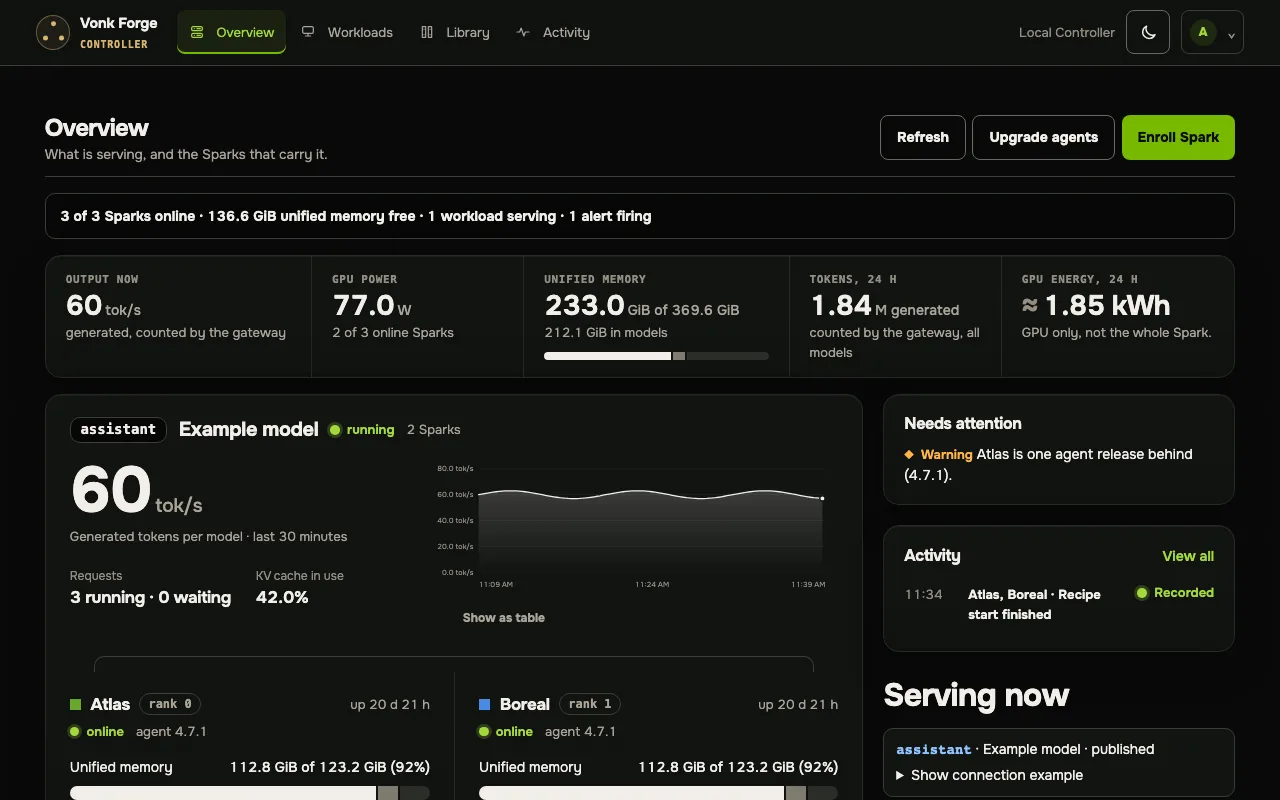 Vonk Forge
CONTROLLER
Overview
Workloads
Library
Activity
Local Controller
A
Overview
What is serving, and the Sparks that carry it.
Refresh
Upgrade agents
Enroll Spark
3 of 3 Sparks online · 136.6 GiB unified memory free · 1 workload serving · 1 alert firing
OUTPUT NOW
60 tok/s
generated, counted by the gateway
GPU POWER
77.0 W
2 of 3 online Sparks
UNIFIED MEMORY
233.0 GiB of 369.6 GiB
212.1 GiB in models
TOKENS, 24 H
1.84 M generated
counted by the gateway, all
models
GPU ENERGY, 24 H
≈ 1.85 kWh
GPU only, not the whole Spark.
assistant Example model running 2 Sparks
60 tok/s
Generated tokens per model · last 30 minutes
Requests
3 running · 0 waiting
KV cache in use
42.0%
80.0 tok/s
60.0 tok/s
40.0 tok/s
20.0 tok/s
0.0 tok/s
11:09 AM
11:24 AM
11:39 AM
Show as table
Atlas rank 0 up 20 d 21 h
online agent 4.7.1
Unified memory 112.8 GiB of 123.2 GiB (92%)
Boreal rank 1 up 20 d 21 h
online agent 4.7.1
Unified memory 112.8 GiB of 123.2 GiB (92%)
Needs attention
Warning Atlas is one agent release behind
(4.7.1).
Activity
View all
11:34
Atlas, Boreal · Recipe
start finished
Recorded
Serving now
assistant · Example model · published
Show connection example